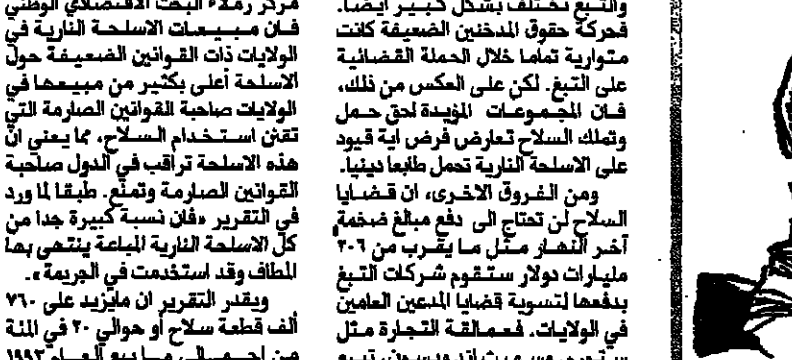 والتبغ تختلف بشكل كبير ايضا.
فحركة حقوق المدخنين الضعيفة كانت
متوارية تماما خلال الحملة القضائية
على التبغ. لكن على العكس من ذلك،
فان المجموعات المؤيدة لحق حمل
وتملك السلاح تعارض فرض اية قيود
على الاسلحة النارية تحمل طابعا دينيا.
ومن الفروق الاخرى، ان قضايا
السلاح لن تحتاج الى دفع مبالغ ضخمة
آخر النهار مثل ما يقرب من ٢٠٦
مليارات دولار ستقوم شركات التبغ
بدفعها لتسوية قضايا المدعين العامين
في الولايات. فعمالقة التجارة مثل
مركز زملاء البحث الاقتصادي الوطني
فان مبيعات الاسلحة النارية في
الولايات ذات القوانين الضعيفة حول
الاسلحة أعلى بكثير من مبيعها في
الولايات صاحبة القوانين الصارمة التي
تقنن استخدام السلاح، مما يعني ان
هذه الاسلحة تراقب في الدول صاحبة
القوانين الصارمة وتمنع. طبقا لما ورد
في التقرير «فان نسبة كبيرة جدا من
كل الاسلحة النارية المباعة ينتهي بها
المطاف وقد استخدمت في الجريمة».
ويقدر التقرير ان مايزيد على ٧٦٠
ألف قطعة سلاح أو حوالي ٢٠ في المئة
من اجمالي مبيع العام ١٩٩٢